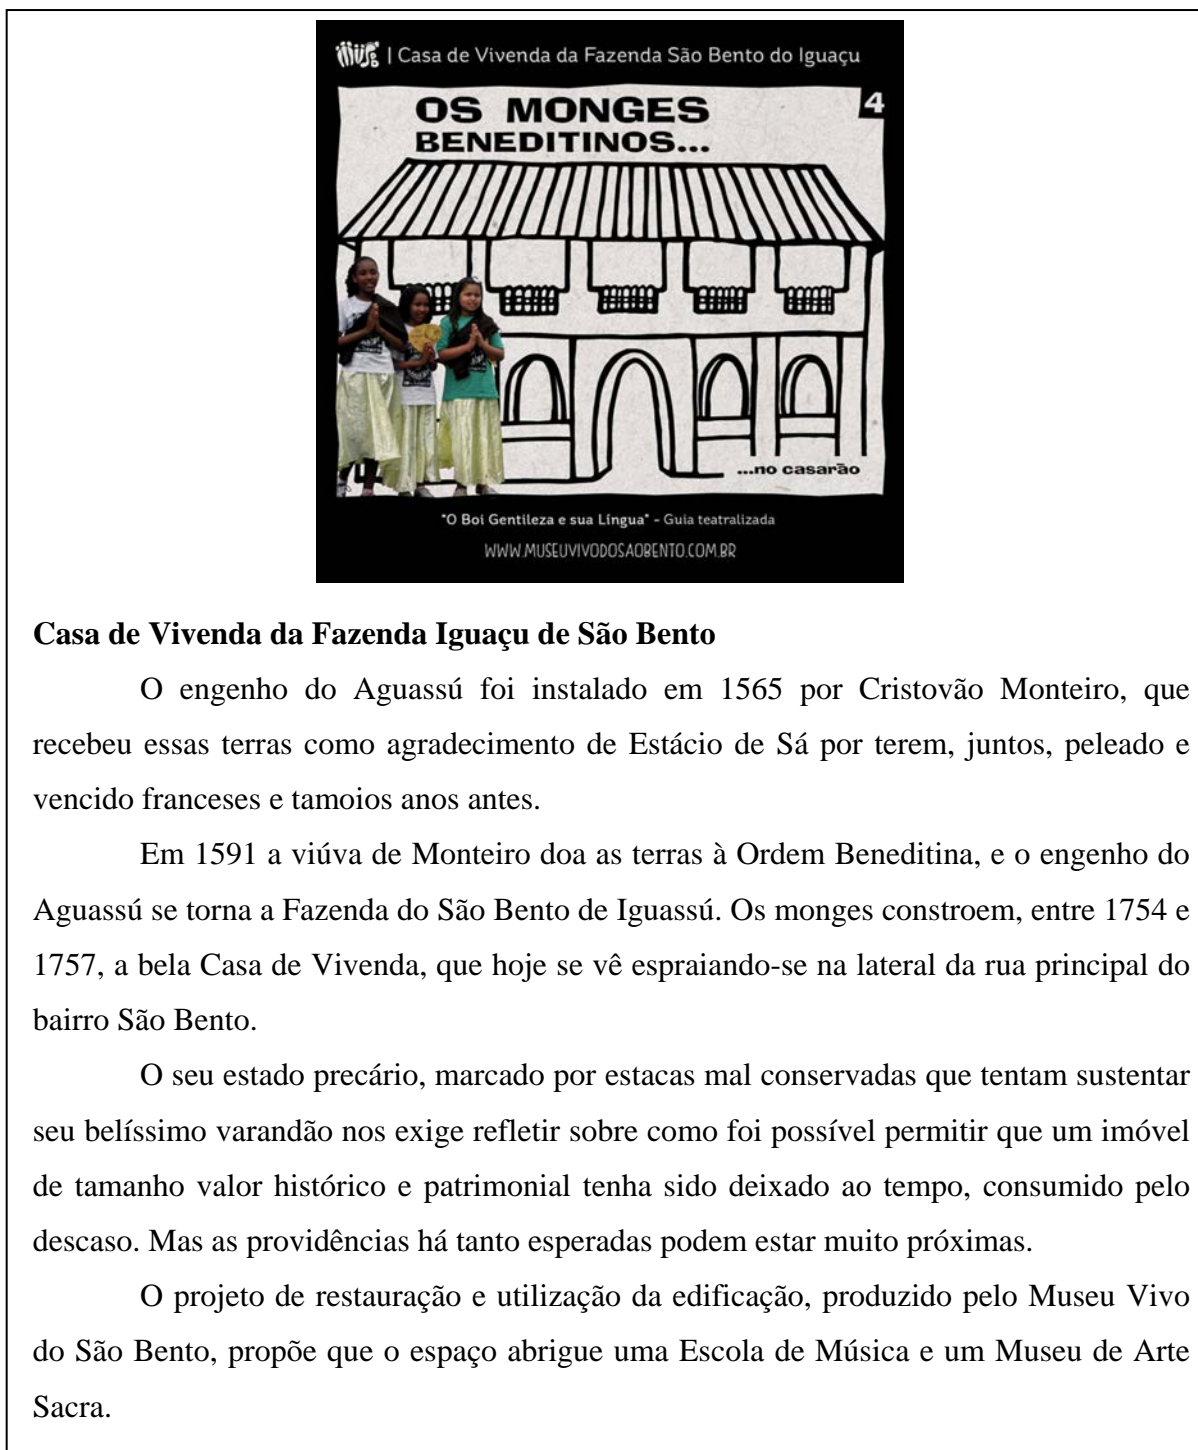 | Casa de Vivenda da Fazenda São Bento do Iguaçu
4
OS MONGES
BENEDITINOS...
...no casarão
"O Boi Gentileza e sua Língua" - Guia teatralizada
WWW.MUSEUVIVODOSAOBENTO.COM.BR
Casa de Vivenda da Fazenda Iguaçu de São Bento
O engenho do Aguassú foi instalado em 1565 por Cristovão Monteiro, que
recebeu essas terras como agradecimento de Estácio de Sá por terem, juntos, peleado e
vencido franceses e tamoios anos antes.
Em 1591 a viúva de Monteiro doa as terras à Ordem Beneditina, e o engenho do
Aguassú se torna a Fazenda do São Bento de Iguassú. Os monges constroem, entre 1754 e
1757, a bela Casa de Vivenda, que hoje se vê espraiando-se na lateral da rua principal do
bairro São Bento.
O seu estado precário, marcado por estacas mal conservadas que tentam sustentar
seu belíssimo varandão nos exige refletir sobre como foi possível permitir que um imóvel
de tamanho valor histórico e patrimonial tenha sido deixado ao tempo, consumido pelo
descaso. Mas as providências há tanto esperadas podem estar muito próximas.
O projeto de restauração e utilização da edificação, produzido pelo Museu Vivo
do São Bento, propõe que o espaço abrigue uma Escola de Música e um Museu de Arte
Sacra.